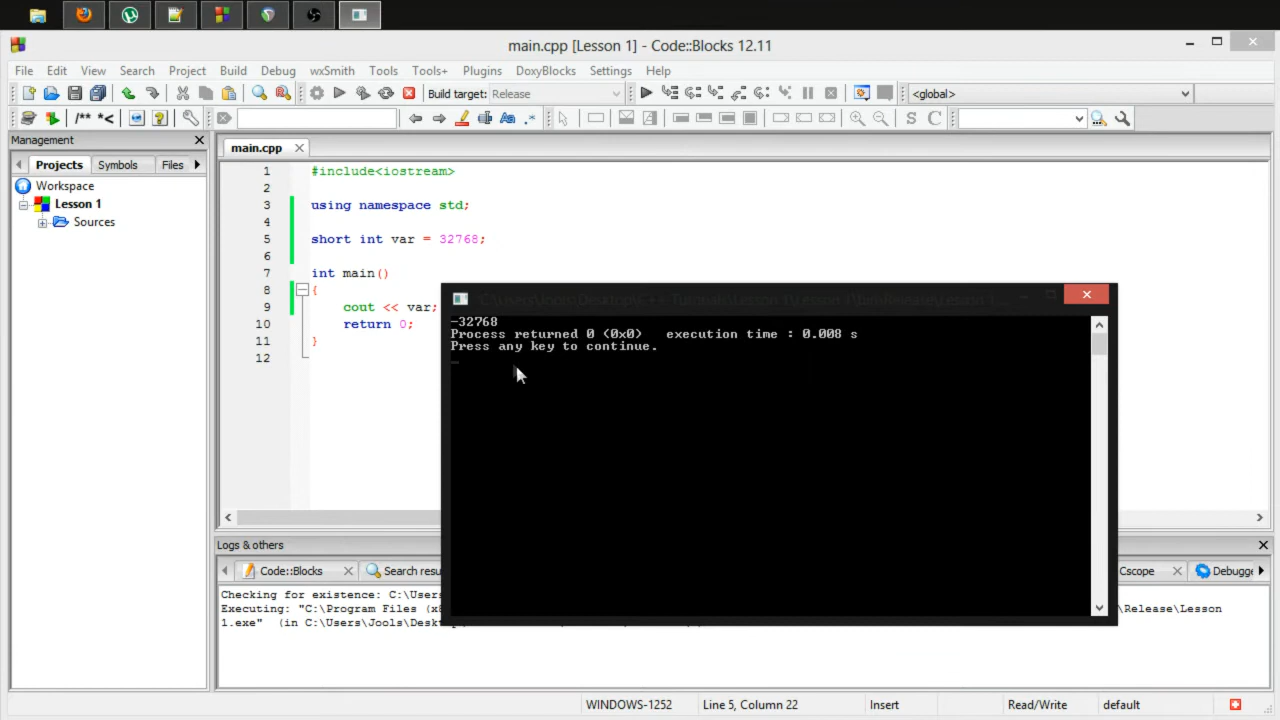 main.cpp [Lesson 1] - Code::Blocks 12.11
File Edit View Search Project Build Debug wxSmith Tools Tools+ Plugins DoxyBlocks Settings Help
Build target: Release <global>
/** *<
Aa .* S C
Management
main.cpp
Projects Symbols Files
Workspace
Lesson 1
Sources
1 #include<iostream>
2
3 using namespace std;
4
5 short int var = 32768;
6
7 int main()
8 {
9 cout << var;
10 return 0;
11 }
12
-32768
Process returned 0 (0x0) execution time : 0.008 s
Press any key to continue.
Logs & others
Code::Blocks Search resu Cscope Debugge
Checking for existence: C:\Users
Executing: "C:\Program Files (x8 \Release\Lesson
1.exe" (in C:\Users\Jools\Deskt
WINDOWS-1252 Line 5, Column 22 Insert Read/Write default